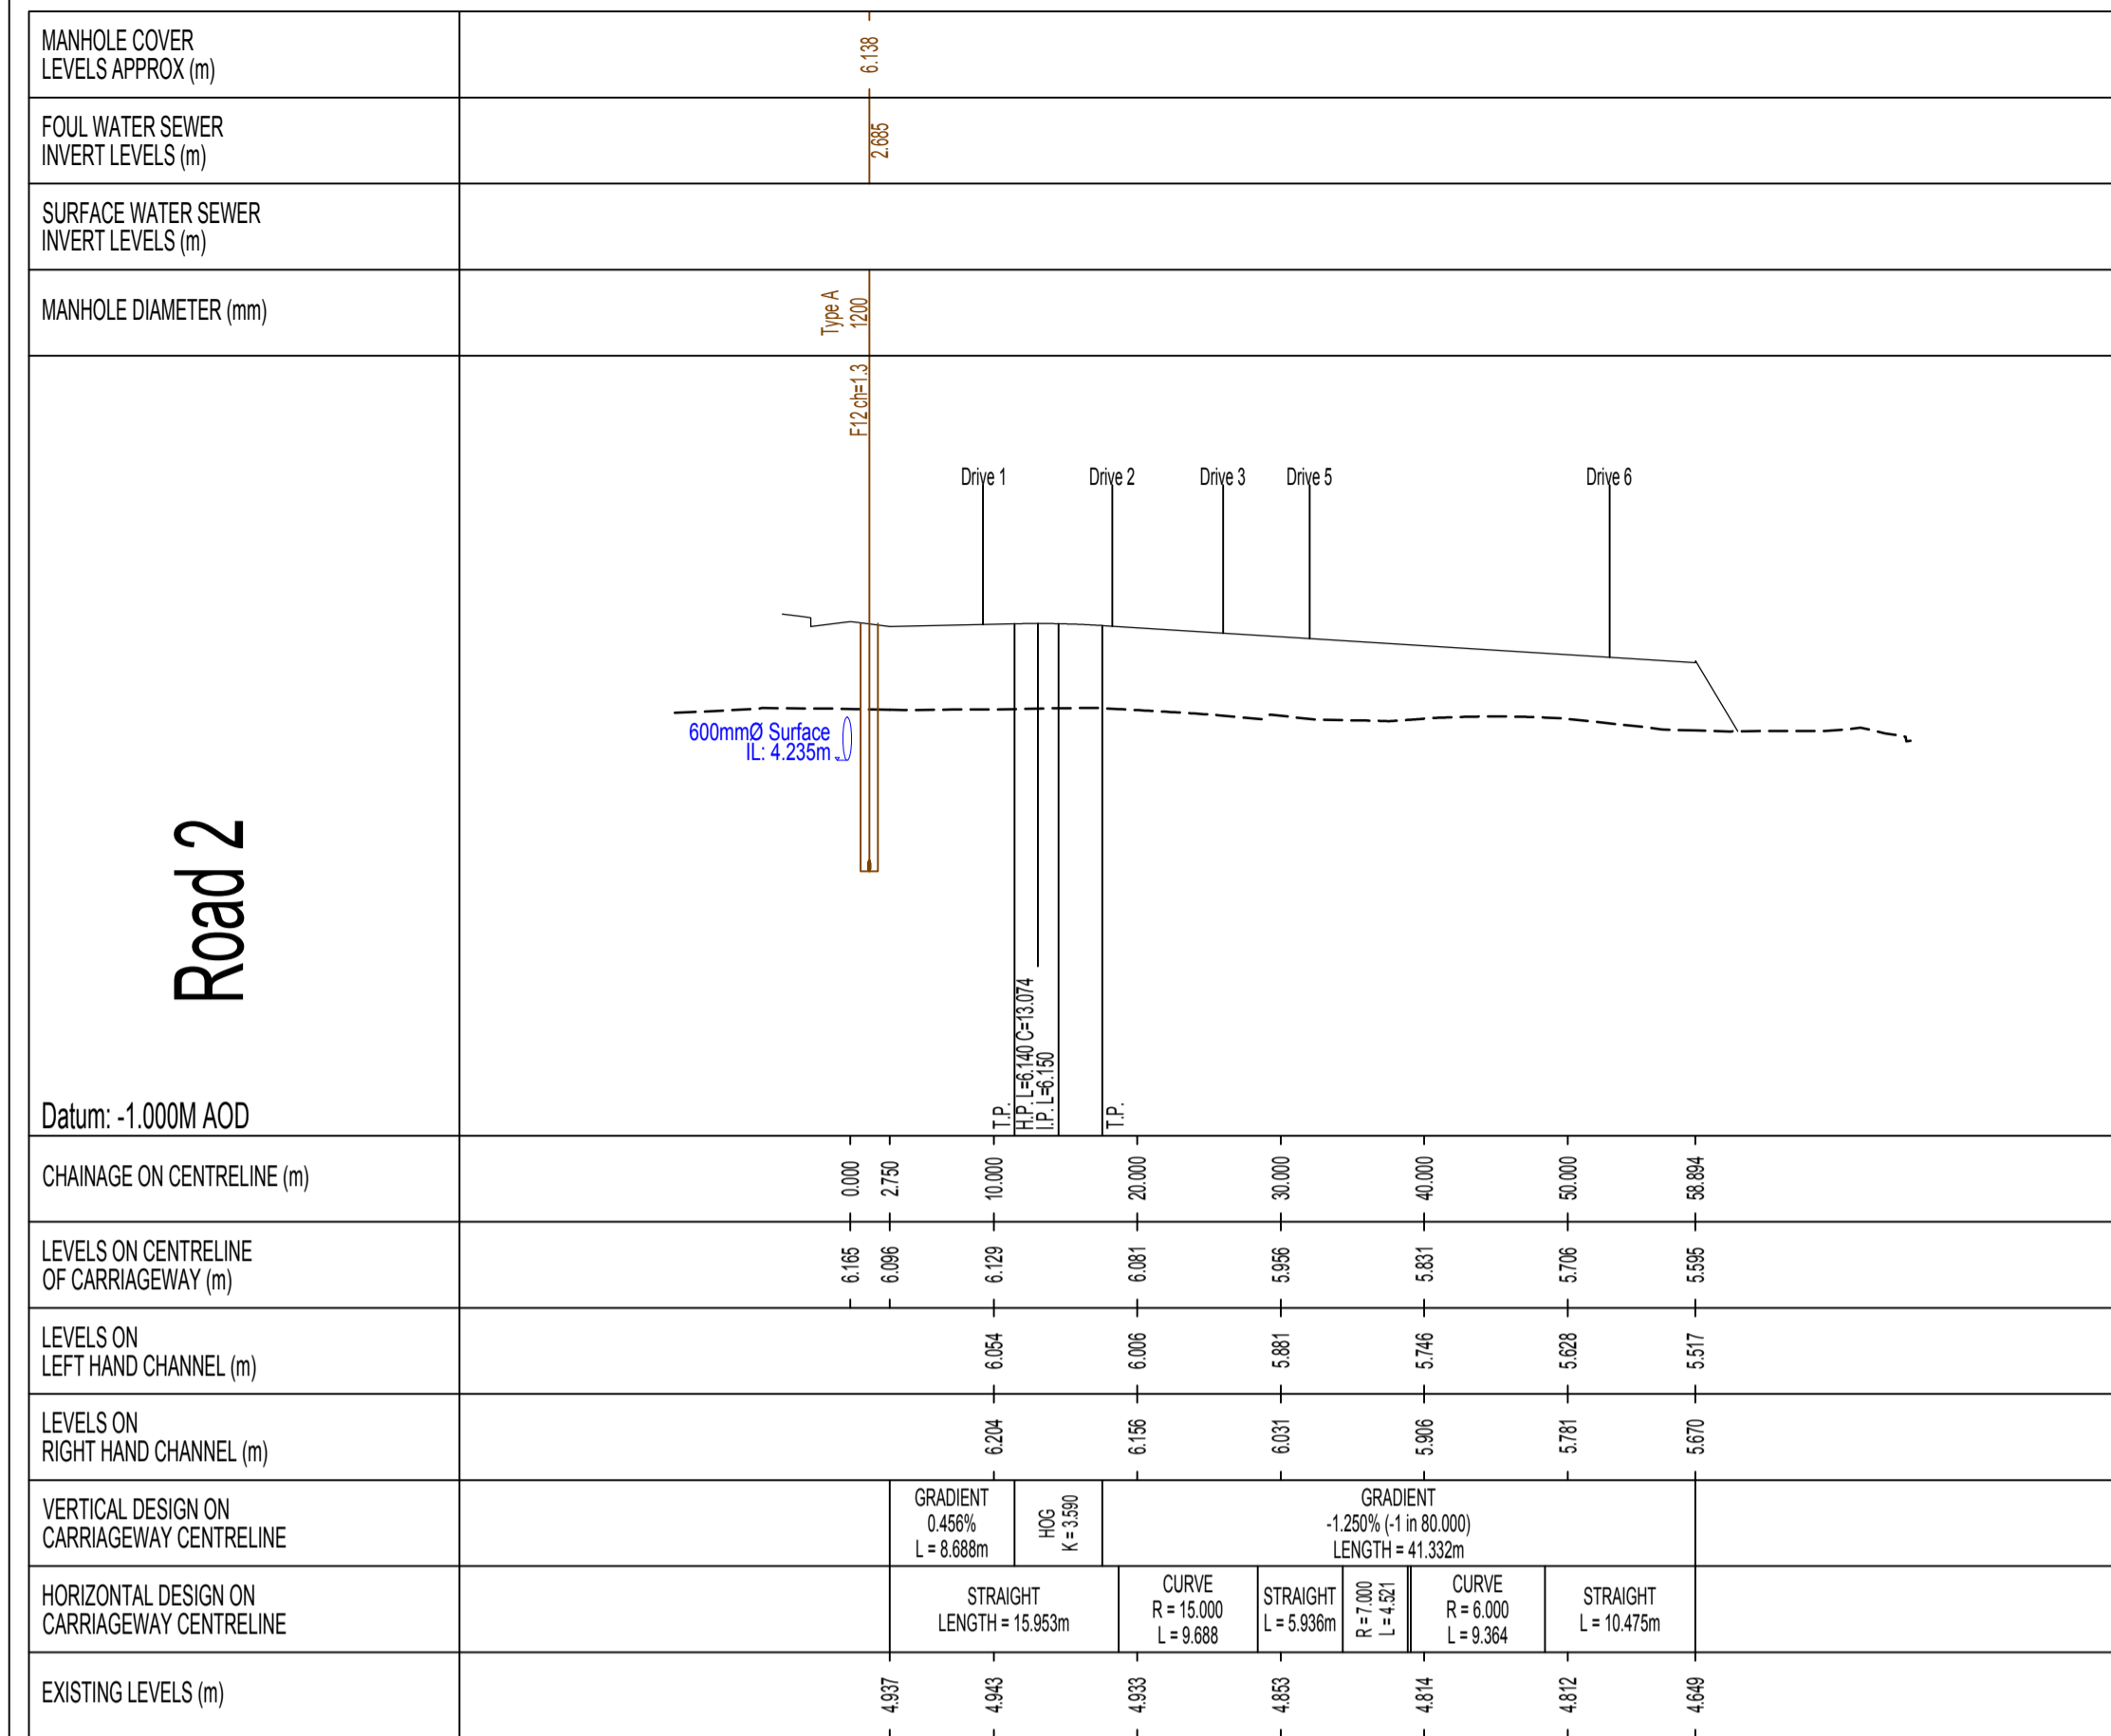 MANHOLE COVER
LEVELS APPROX (m)
6.138
FOUL WATER SEWER
INVERT LEVELS (m)
2.685
SURFACE WATER SEWER
INVERT LEVELS (m)
MANHOLE DIAMETER (mm)
Type A
1200
F12 ch=1.3
Drive 1
Drive 2
Drive 3
Drive 5
Drive 6
600mmØ Surface
IL: 4.235m
Road 2
T.P.
H.P. L=6.140 C=13.074
I.P. L=6.150
T.P.
Datum: -1.000M AOD
CHAINAGE ON CENTRELINE (m)
0.000
2.750
10.000
20.000
30.000
40.000
50.000
58.894
LEVELS ON CENTRELINE
OF CARRIAGEWAY (m)
6.165
6.096
6.129
6.081
5.956
5.831
5.706
5.595
LEVELS ON
LEFT HAND CHANNEL (m)
6.054
6.006
5.881
5.746
5.628
5.517
LEVELS ON
RIGHT HAND CHANNEL (m)
6.204
6.156
6.031
5.906
5.781
5.670
VERTICAL DESIGN ON
CARRIAGEWAY CENTRELINE
GRADIENT
0.456%
L = 8.688m
HOG
K = 3.590
GRADIENT
-1.250% (-1 in 80.000)
LENGTH = 41.332m
HORIZONTAL DESIGN ON
CARRIAGEWAY CENTRELINE
STRAIGHT
LENGTH = 15.953m
CURVE
R = 15.000
L = 9.688
STRAIGHT
L = 5.936m
R = 7.000
L = 4.521
CURVE
R = 6.000
L = 9.364
STRAIGHT
L = 10.475m
EXISTING LEVELS (m)
4.937
4.943
4.933
4.853
4.814
4.812
4.649